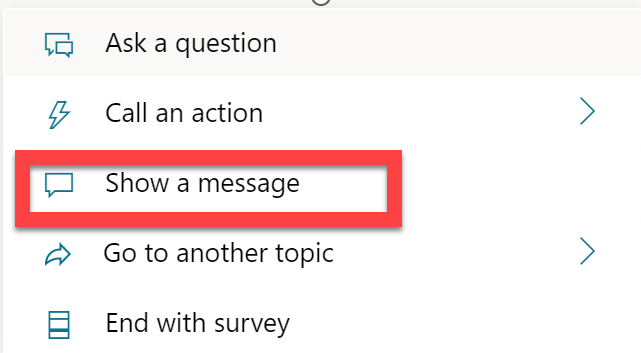 Ask a question
Call an action
Show a message
Go to another topic
End with survey